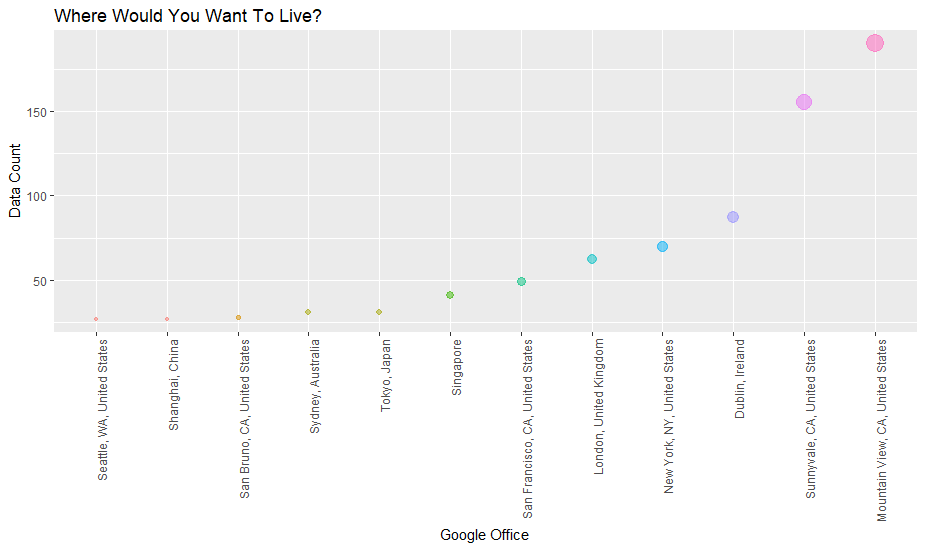 Where Would You Want To Live?
Data Count
150
100
50
Seattle, WA, United States
Shanghai, China
San Bruno, CA, United States
Sydney, Australia
Tokyo, Japan
Singapore
San Francisco, CA, United States
London, United Kingdom
New York, NY, United States
Dublin, Ireland
Sunnyvale, CA, United States
Mountain View, CA, United States
Google Office